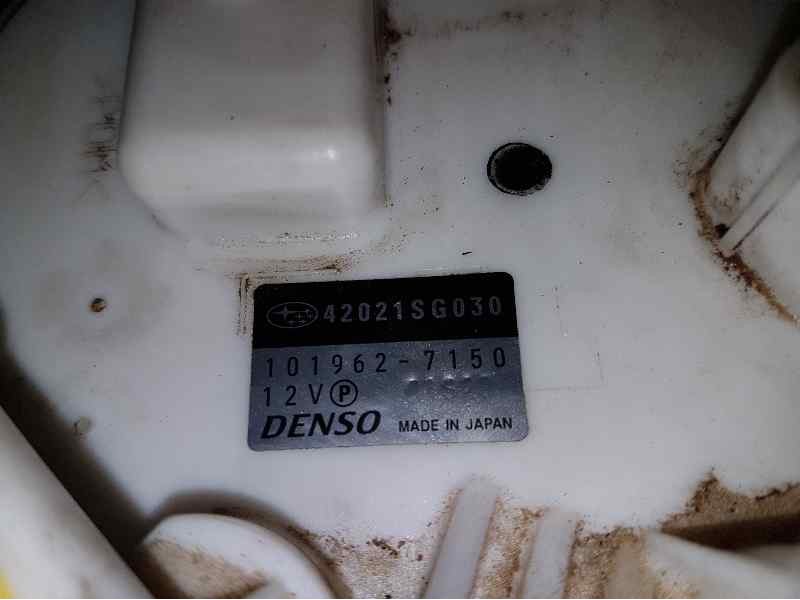 42021SG030
101962-7150
12V P
DENSO MADE IN JAPAN